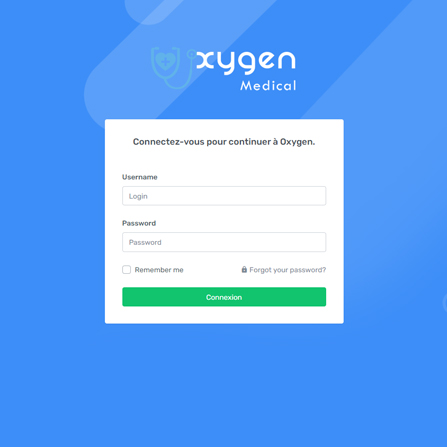 Oxygen
Medical
Connectez-vous pour continuer à Oxygen.
Username
Login
Password
Password
Remember me
Forgot your password?
Connexion